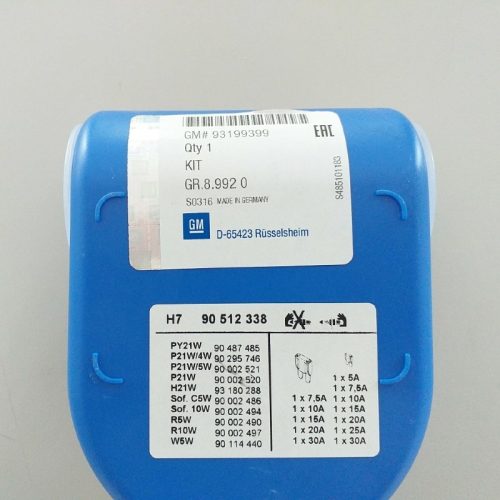 GM# 93199399
EAC
Qty 1
KIT
GR.8.992 0
S0316 MADE IN GERMANY
S485101183
GM
D-65423 Rüsselsheim
H7 90 512 338
PY21W 90 487 485
P21W/4W 90 295 746
P21W/5W 90 002 521
P21W 90 002 520
H21W 93 180 288
Sof. C5W 90 002 486
Sof. 10W 90 002 494
R5W 90 002 490
R10W 90 002 497
W5W 90 114 440
1 x 5A
1 x 7,5A
1 x 7,5A 1 x 10A
1 x 10A 1 x 15A
1 x 15A 1 x 20A
1 x 20A 1 x 25A
1 x 30A 1 x 30A